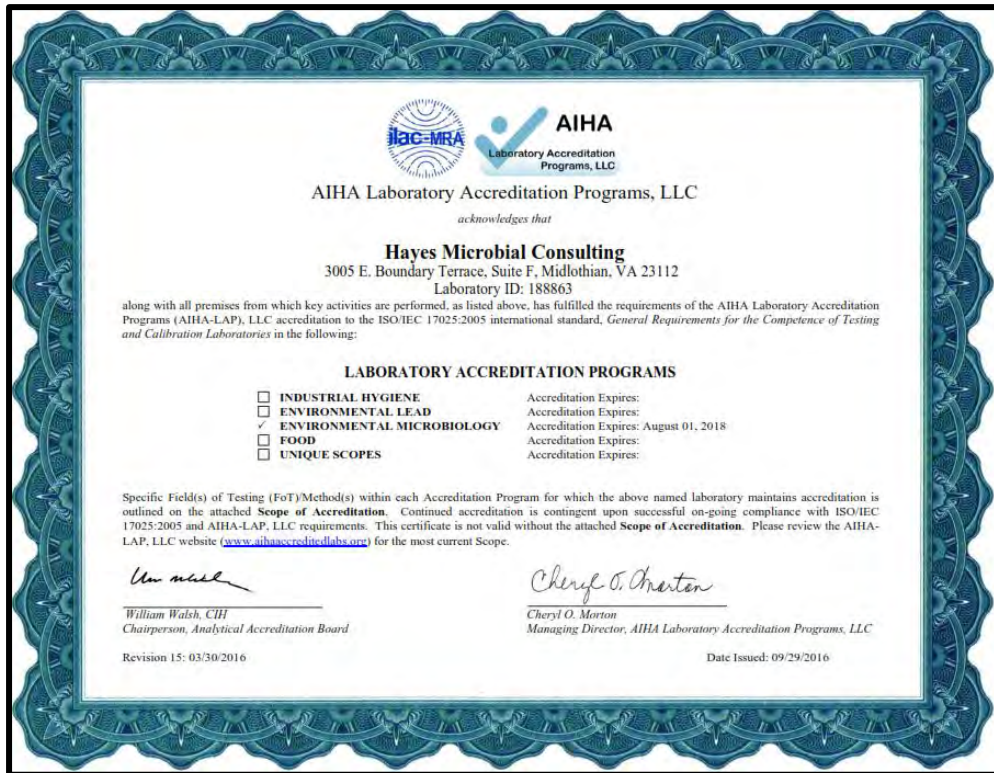 ilac-MRA
AIHA
Laboratory Accreditation
Programs, LLC
AIHA Laboratory Accreditation Programs, LLC
acknowledges that
Hayes Microbial Consulting
3005 E. Boundary Terrace, Suite F, Midlothian, VA 23112
Laboratory ID: 188863
along with all premises from which key activities are performed, as listed above, has fulfilled the requirements of the AIHA Laboratory Accreditation
Programs (AIHA-LAP), LLC accreditation to the ISO/IEC 17025:2005 international standard, General Requirements for the Competence of Testing
and Calibration Laboratories in the following:
LABORATORY ACCREDITATION PROGRAMS
☐ INDUSTRIAL HYGIENE Accreditation Expires:
☐ ENVIRONMENTAL LEAD Accreditation Expires:
✓ ENVIRONMENTAL MICROBIOLOGY Accreditation Expires: August 01, 2018
☐ FOOD Accreditation Expires:
☐ UNIQUE SCOPES Accreditation Expires:
Specific Field(s) of Testing (FoT)/Method(s) within each Accreditation Program for which the above named laboratory maintains accreditation is
outlined on the attached Scope of Accreditation. Continued accreditation is contingent upon successful on-going compliance with ISO/IEC
17025:2005 and AIHA-LAP, LLC requirements. This certificate is not valid without the attached Scope of Accreditation. Please review the AIHA-
LAP, LLC website (www.aihaaccreditedlabs.org) for the most current Scope.
Cheryl O. Morton
William Walsh, CIH
Chairperson, Analytical Accreditation Board
Cheryl O. Morton
Managing Director, AIHA Laboratory Accreditation Programs, LLC
Revision 15: 03/30/2016
Date Issued: 09/29/2016